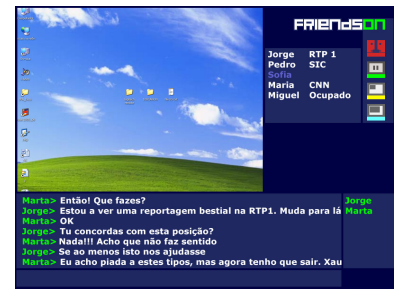 FRIENDSON
Jorge RTP 1
Pedro SIC
Sofia
Maria CNN
Miguel Ocupado
Marta> Então! Que fazes?
Jorge> Estou a ver uma reportagem bestial na RTP1. Muda para lá
Marta> OK
Jorge> Tu concordas com esta posição?
Marta> Nada!!! Acho que não faz sentido
Jorge> Se ao menos isto nos ajudasse
Marta> Eu acho piada a estes tipos, mas agora tenho que sair. Xau
Jorge
Marta